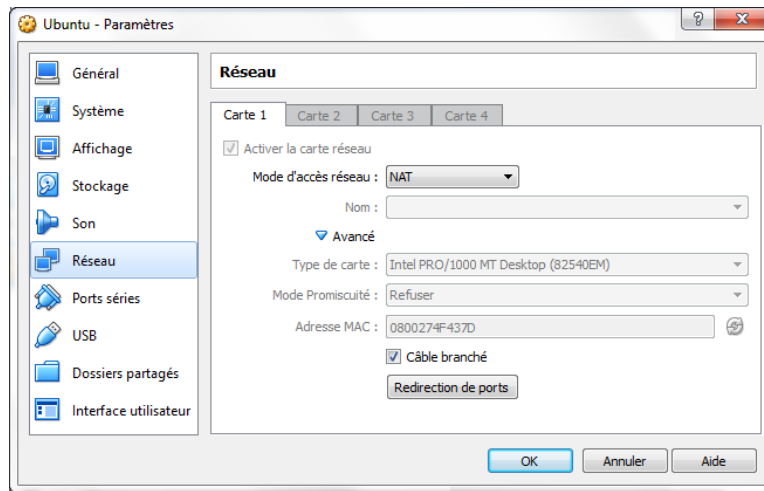 Ubuntu - Paramètres
Général
Système
Affichage
Stockage
Son
Réseau
Ports séries
USB
Dossiers partagés
Interface utilisateur
Réseau
Carte 1 Carte 2 Carte 3 Carte 4
Activer la carte réseau
Mode d'accès réseau : NAT
Nom :
Avancé
Type de carte : Intel PRO/1000 MT Desktop (82540EM)
Mode Promiscuité : Refuser
Adresse MAC : 0800274F437D
Câble branché
Redirection de ports
OK Annuler Aide